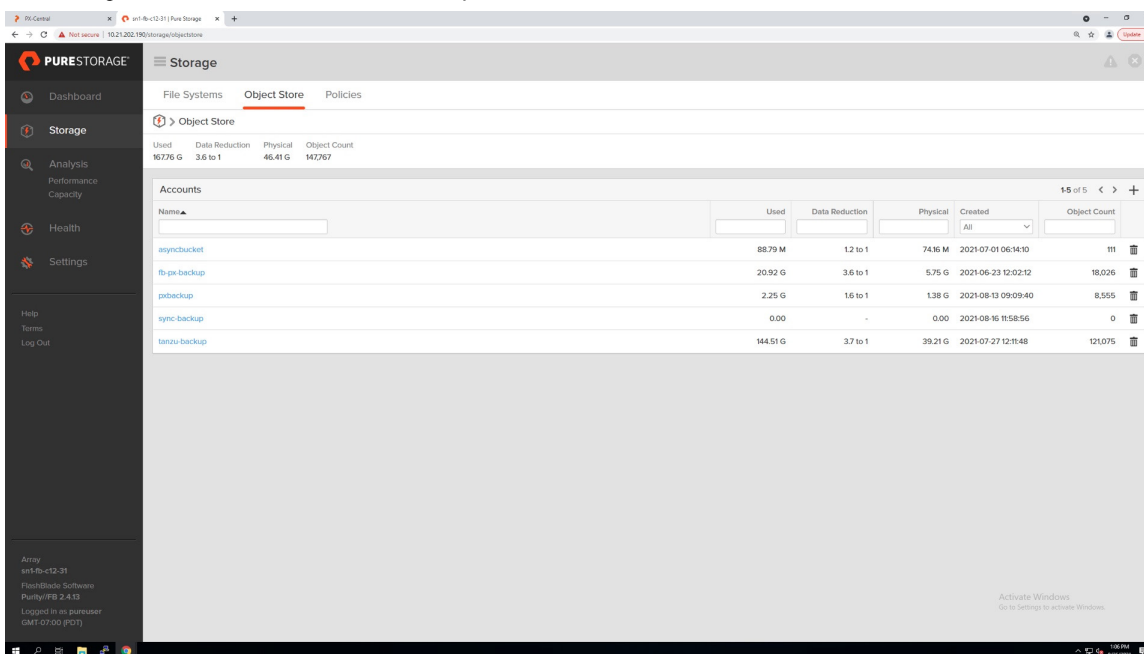 PX-Central
sn1-fb-c12-31 | Pure Storage
Not secure | 10.21.202.190/storage/objectstore
Update
PURESTORAGE®
Storage
Dashboard
Storage
Analysis
Performance
Capacity
Health
Settings
Help
Terms
Log Out
File Systems Object Store Policies
> Object Store
Used Data Reduction Physical Object Count
167.76 G 3.6 to 1 46.41 G 147,767
Accounts 1-5 of 5 < > +
Name Used Data Reduction Physical Created Object Count
All
asyncbucket 88.79 M 1.2 to 1 74.16 M 2021-07-01 06:14:10 111
fb-px-backup 20.92 G 3.6 to 1 5.75 G 2021-06-23 12:02:12 18,026
pxbackup 2.25 G 1.6 to 1 1.38 G 2021-08-13 09:09:40 8,555
sync-backup 0.00 - 0.00 2021-08-16 11:58:56 0
tanzu-backup 144.51 G 3.7 to 1 39.21 G 2021-07-27 12:11:48 121,075
Array
sn1-fb-c12-31
FlashBlade Software
Purity//FB 2.4.13
Logged in as pureuser
GMT-07:00 (PDT)
Activate Windows
Go to Settings to activate Windows.
1:06 PM